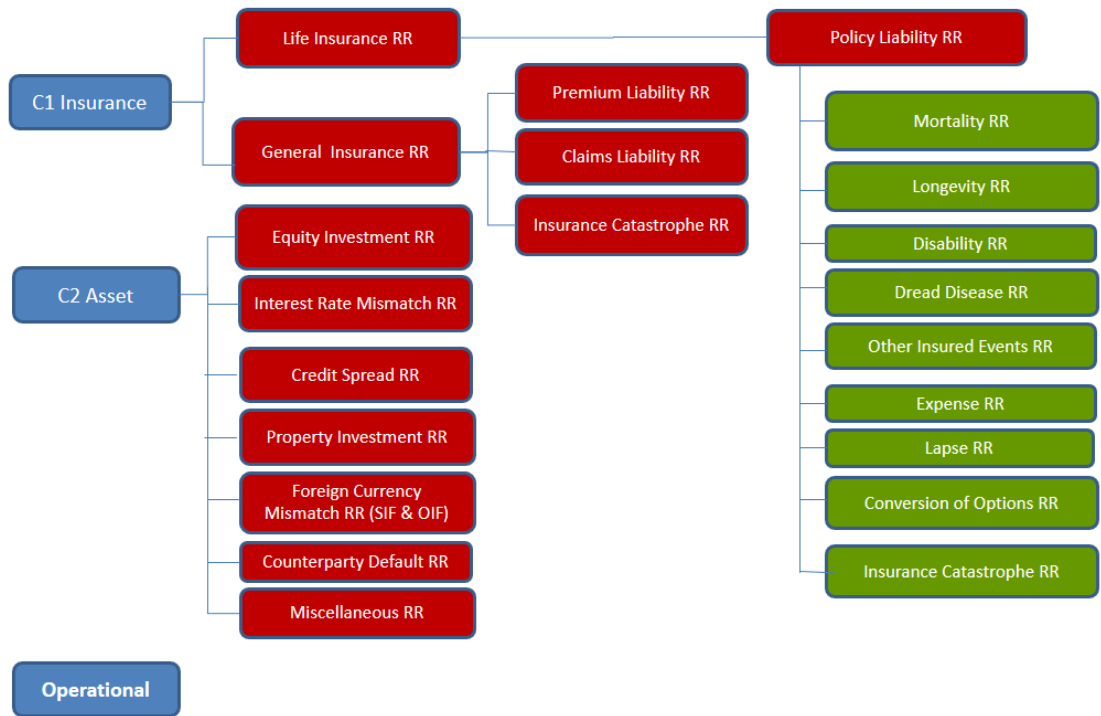 C1 Insurance
Life Insurance RR
Policy Liability RR
General Insurance RR
Premium Liability RR
Claims Liability RR
Insurance Catastrophe RR
Mortality RR
Longevity RR
Disability RR
Dread Disease RR
Other Insured Events RR
Expense RR
Lapse RR
Conversion of Options RR
Insurance Catastrophe RR
C2 Asset
Equity Investment RR
Interest Rate Mismatch RR
Credit Spread RR
Property Investment RR
Foreign Currency
Mismatch RR (SIF & OIF)
Counterparty Default RR
Miscellaneous RR
Operational